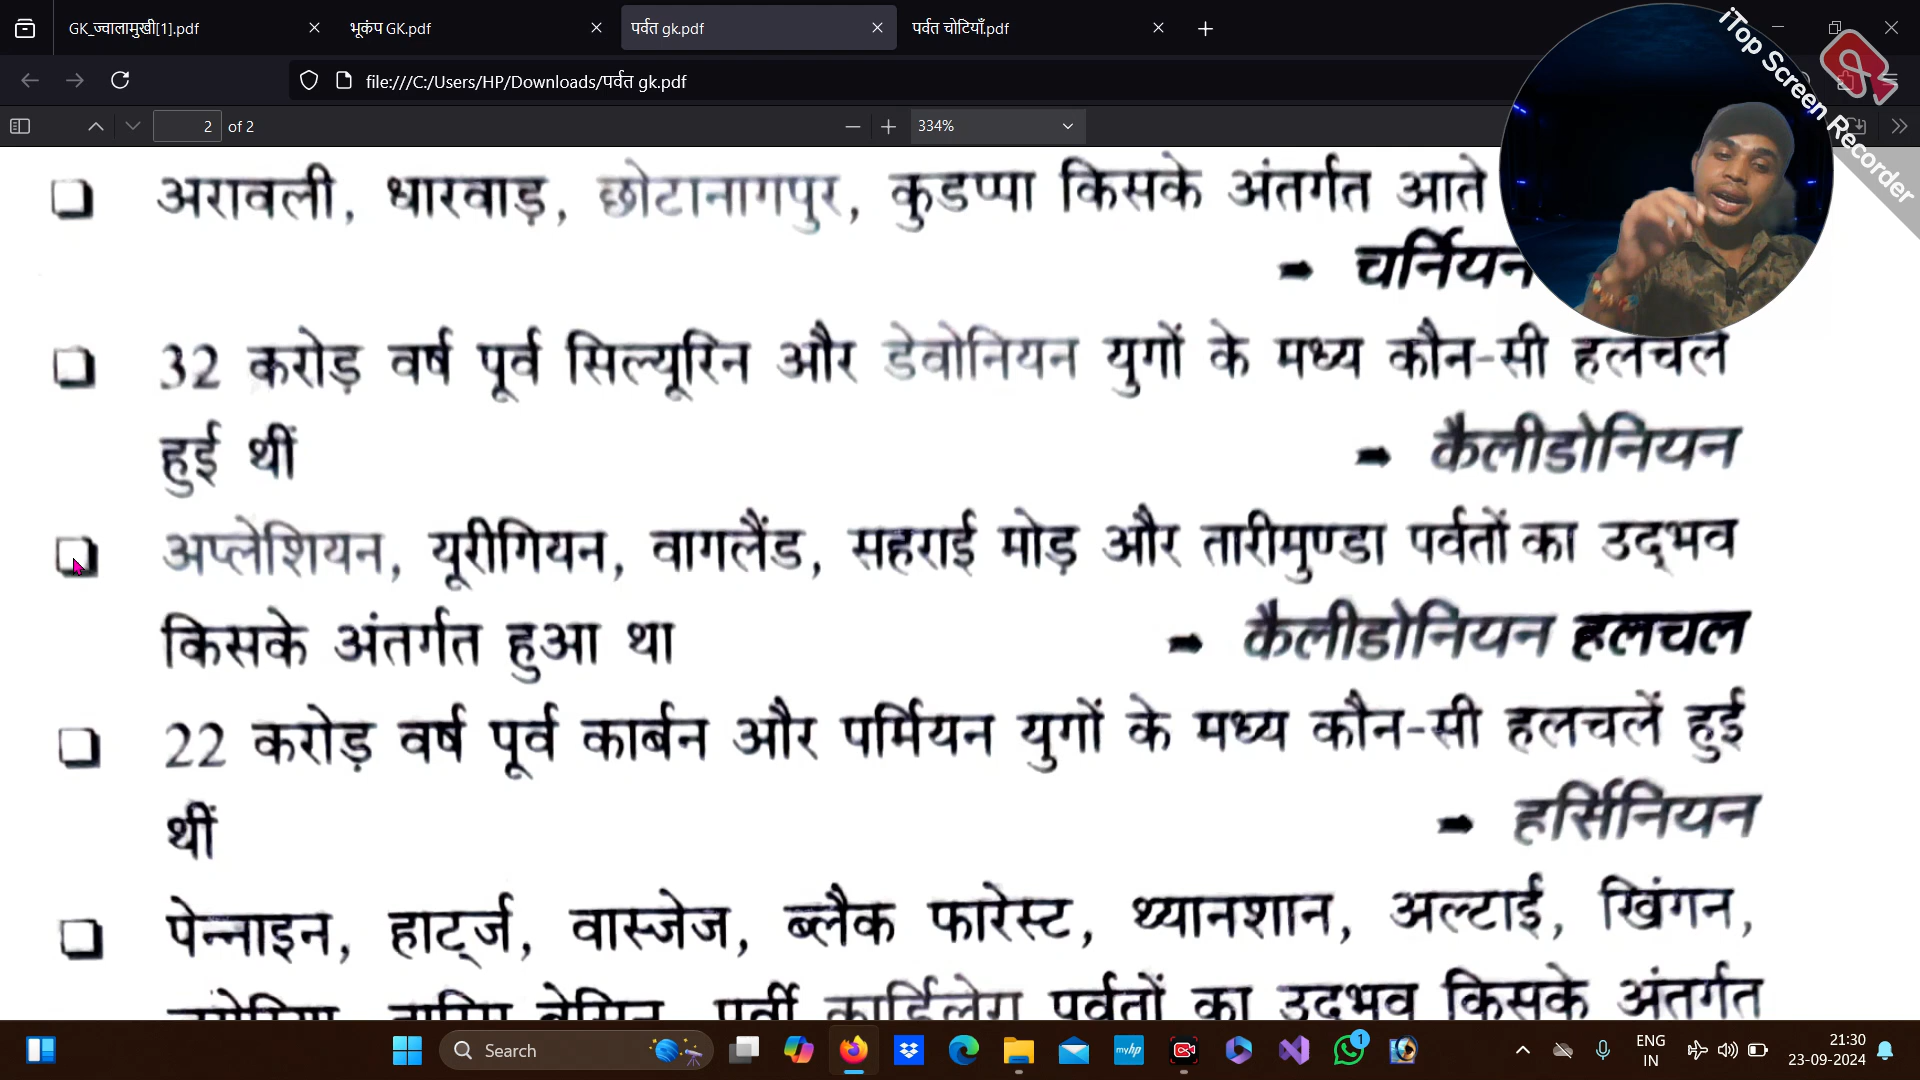 GK_ज्वालामुखी[1].pdf
भूकंप GK.pdf
पर्वत gk.pdf
पर्वत चोटियाँ.pdf
file:///C:/Users/HP/Downloads/पर्वत gk.pdf
2 of 2
334%
iTop Screen Recorder
अरावली, धारवाड़, छोटानागपुर, कुडप्पा किसके अंतर्गत आते
➡ चर्नियन
32 करोड़ वर्ष पूर्व सिल्यूरिन और डेवोनियन युगों के मध्य कौन-सी हलचलें
हुई थीं ➡ कैलीडोनियन
अप्लेशियन, यूरीगियन, वागलैंड, सहराई मोड़ और तारीमुण्डा पर्वतों का उद्भव
किसके अंतर्गत हुआ था ➡ कैलीडोनियन हलचल
22 करोड़ वर्ष पूर्व कार्बन और पर्मियन युगों के मध्य कौन-सी हलचलें हुई
थीं ➡ हर्सिनियन
पेन्नाइन, हार्ट्ज, वास्जेज, ब्लैक फारेस्ट, थ्यानशान, अल्टाई, खिंगन,
पूर्वी कार्डिलेरा पर्वतों का उद्भव किसके अंतर्गत
Search
myhp
1
ENG
IN
21:30
23-09-2024